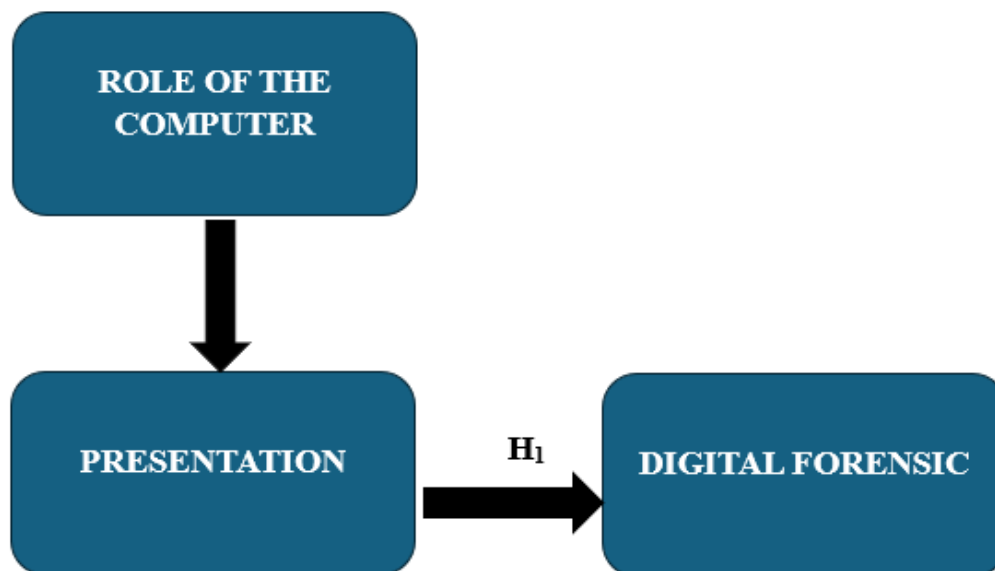 ROLE OF THE
COMPUTER
PRESENTATION
H₁
DIGITAL FORENSIC